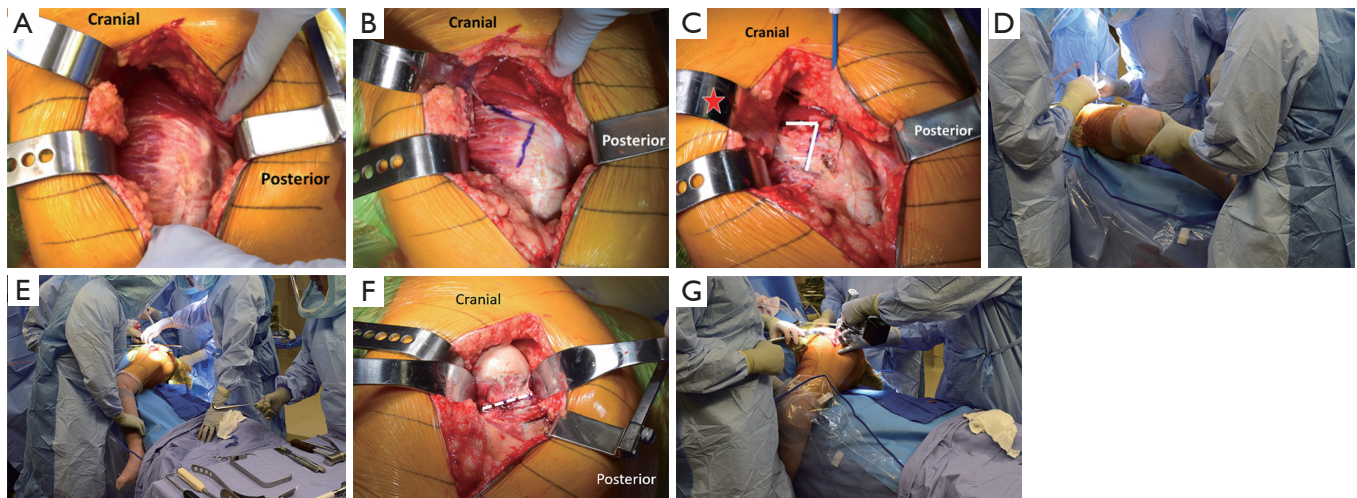 A
Cranial
Posterior
B
Cranial
Posterior
C
Cranial
Posterior
D
E
F
Cranial
Posterior
G